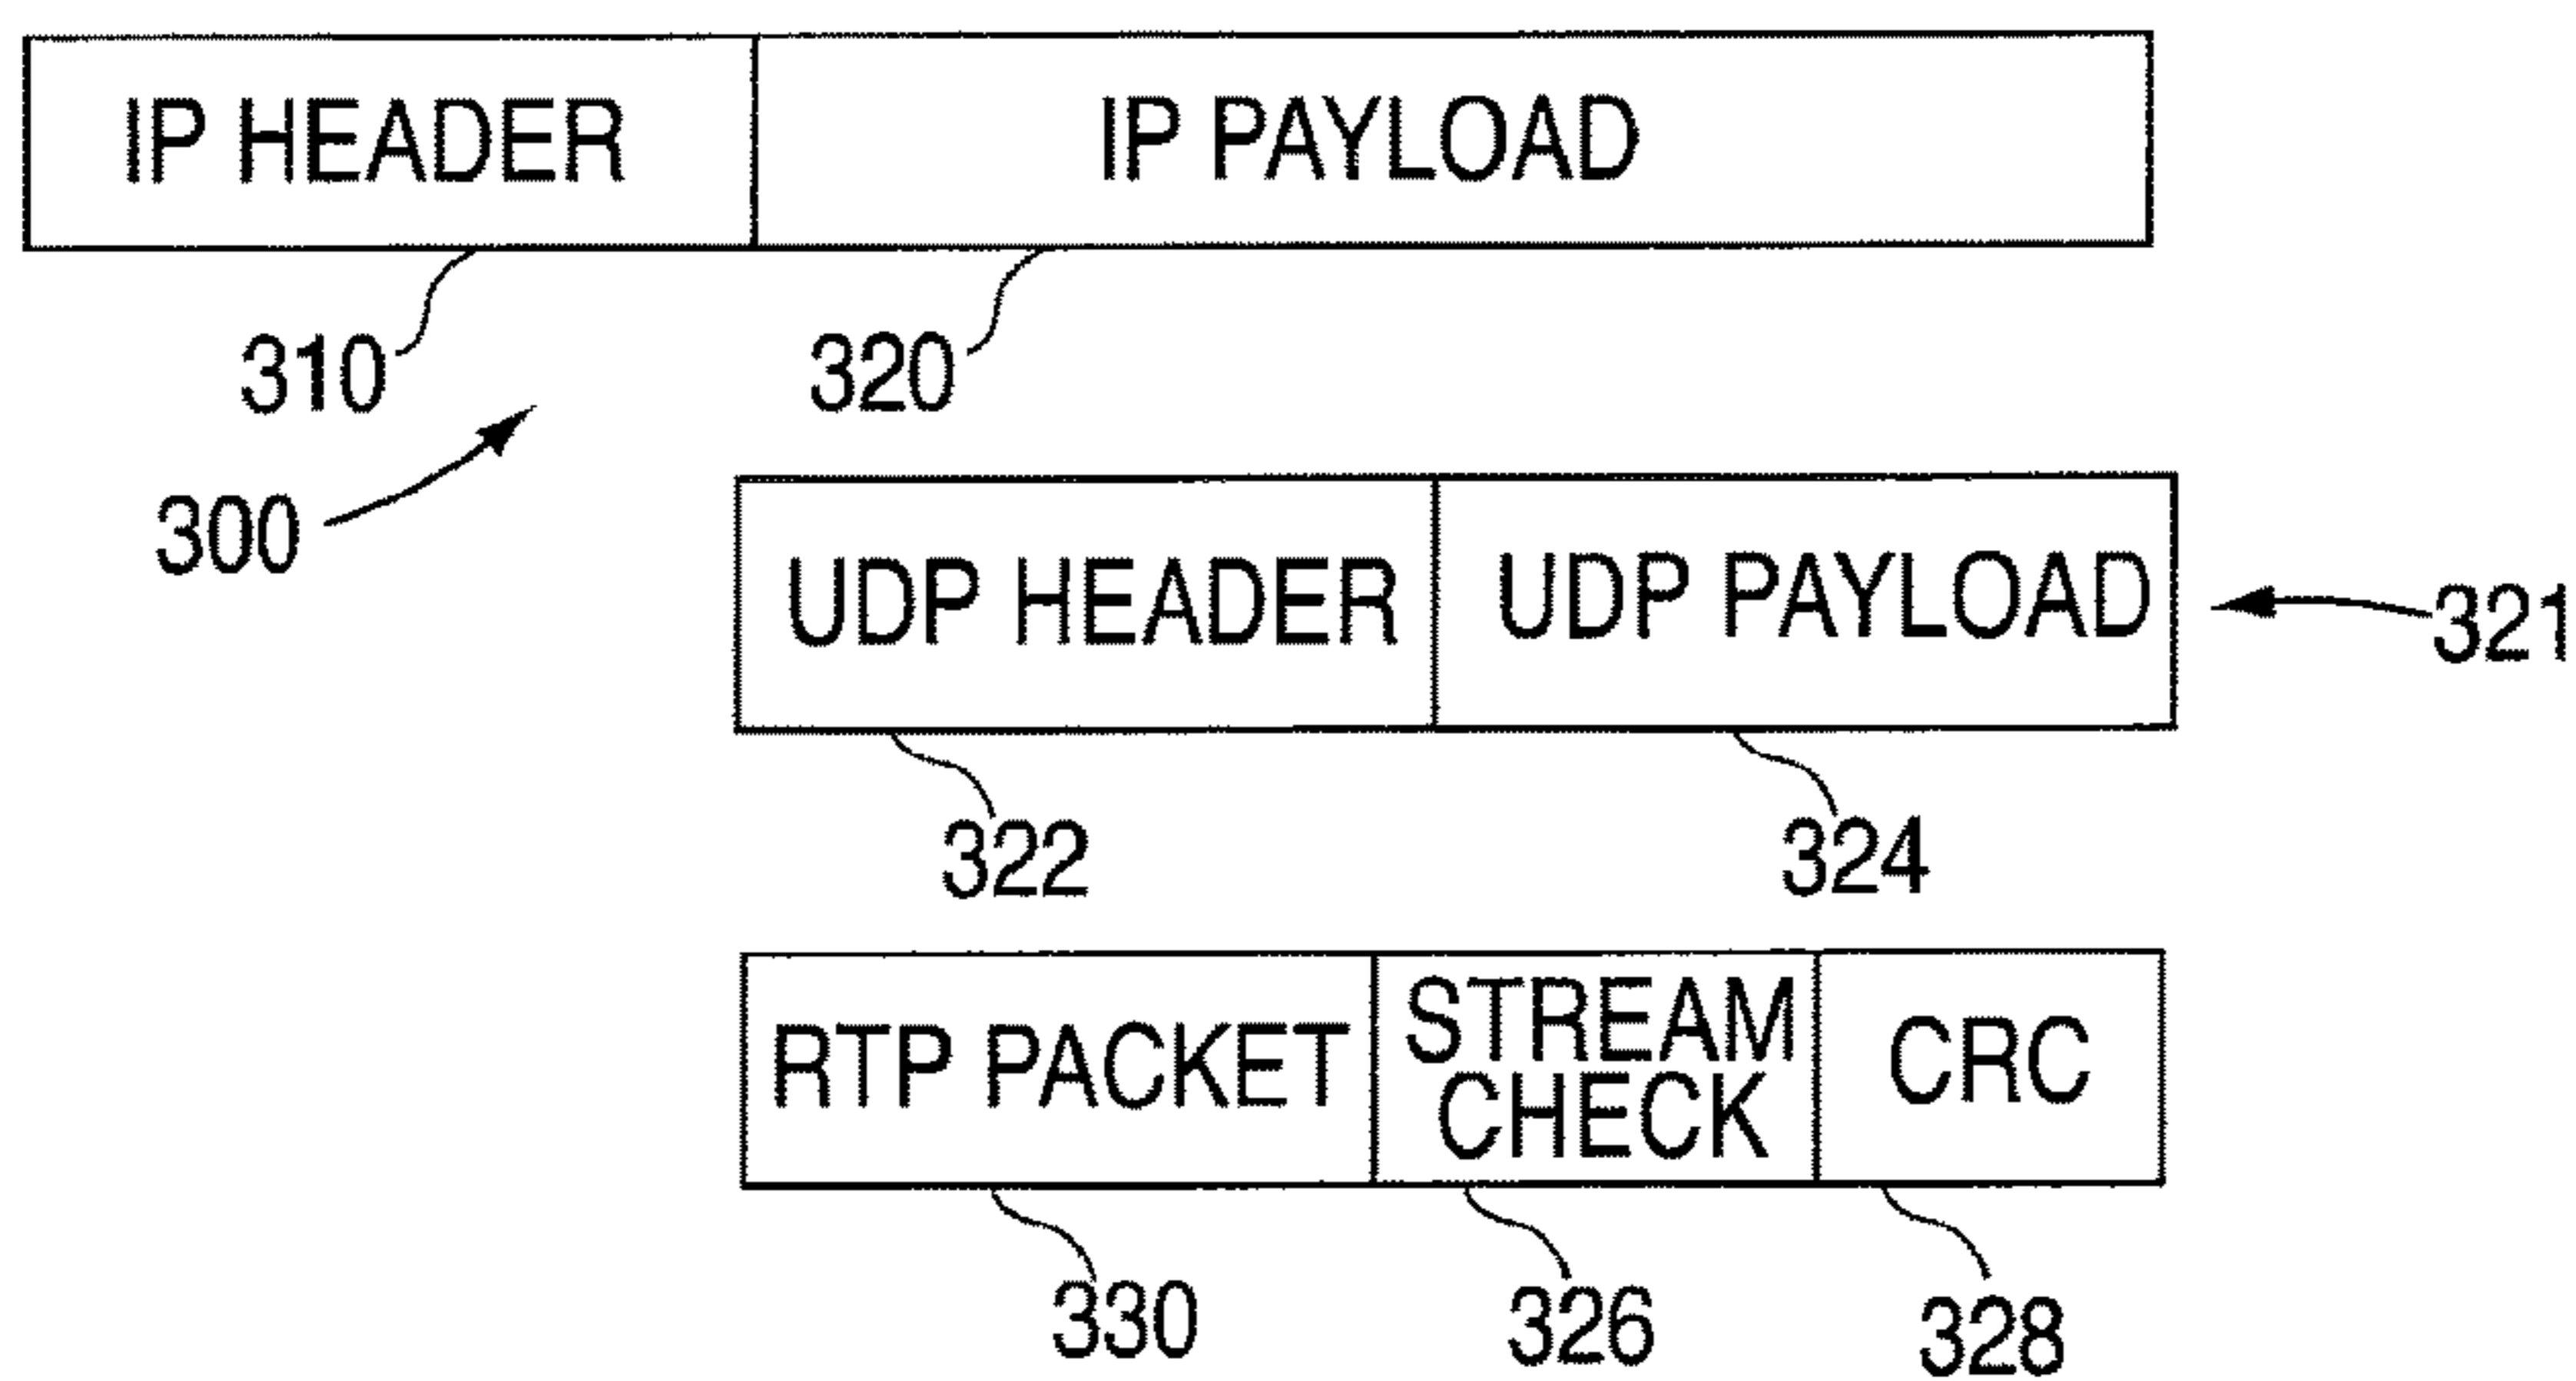 IP HEADER IP PAYLOAD
310 320
300
UDP HEADER UDP PAYLOAD
321
322 324
RTP PACKET STREAM CHECK CRC
330 326 328